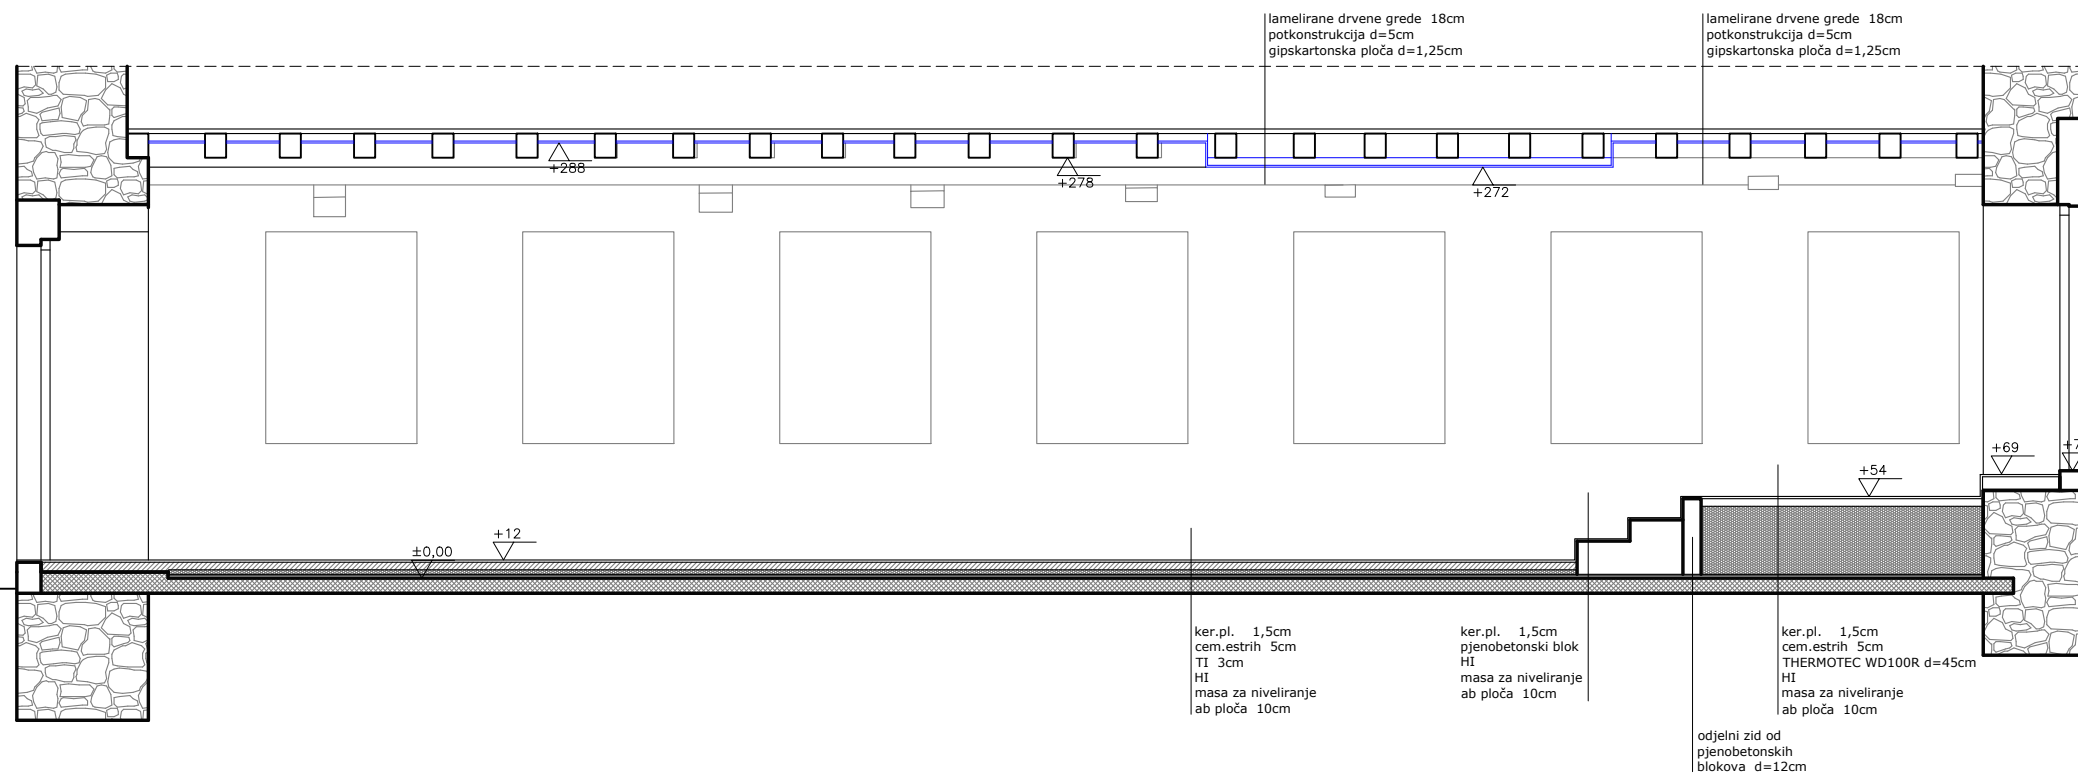 lamelirane drvene grede 18cm
potkonstrukcija d=5cm
gipskartonska ploča d=1,25cm
lamelirane drvene grede 18cm
potkonstrukcija d=5cm
gipskartonska ploča d=1,25cm
+288
+278
+272
+69
+7
+54
+12
±0,00
ker.pl. 1,5cm
cem.estrih 5cm
TI 3cm
HI
masa za niveliranje
ab ploča 10cm
ker.pl. 1,5cm
pjenobetonski blok
HI
masa za niveliranje
ab ploča 10cm
ker.pl. 1,5cm
cem.estrih 5cm
THERMOTEC WD100R d=45cm
HI
masa za niveliranje
ab ploča 10cm
odjelni zid od
pjenobetonskih
blokova d=12cm